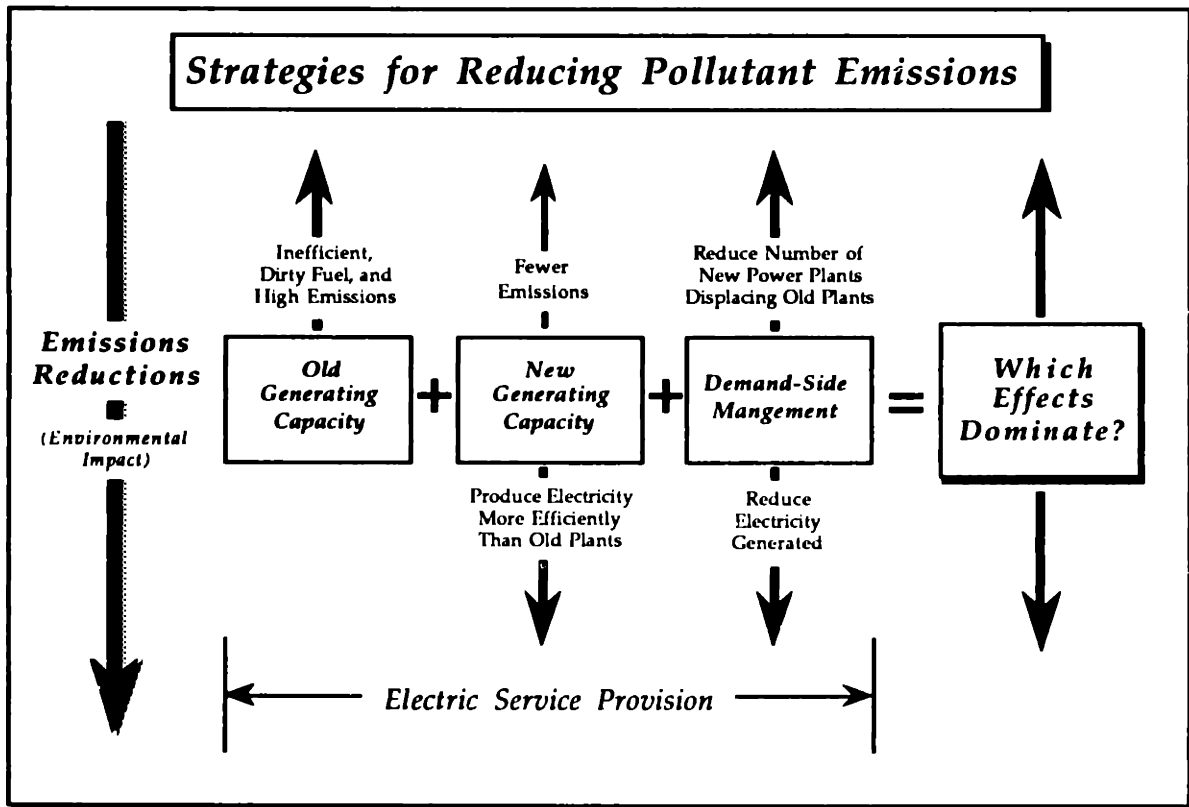 Strategies for Reducing Pollutant Emissions
Inefficient,
Dirty Fuel, and
High Emissions
Fewer
Emissions
Reduce Number of
New Power Plants
Displacing Old Plants
Emissions
Reductions
(Environmental
Impact)
Old
Generating
Capacity
+
New
Generating
Capacity
+
Demand-Side
Mangement
=
Which
Effects
Dominate?
Produce Electricity
More Efficiently
Than Old Plants
Reduce
Electricity
Generated
Electric Service Provision